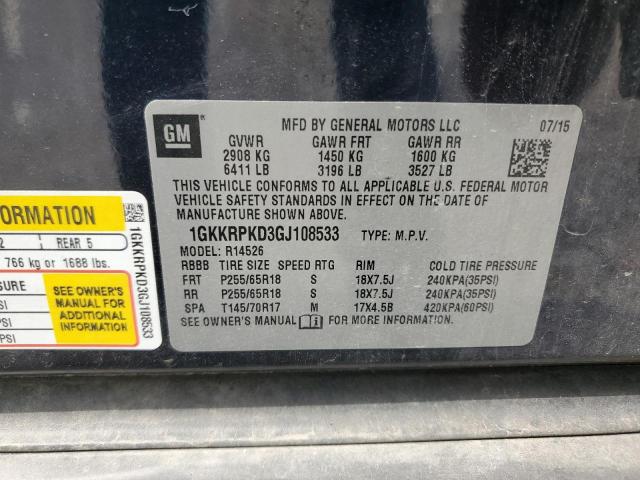 GM
MFD BY GENERAL MOTORS LLC
07/15
GVWR GAWR FRT GAWR RR
2908 KG 1450 KG 1600 KG
6411 LB 3196 LB 3527 LB
THIS VEHICLE CONFORMS TO ALL APPLICABLE U.S. FEDERAL MOTOR
VEHICLE SAFETY STANDARDS IN EFFECT ON THE DATE OF
MANUFACTURE SHOWN ABOVE.
1GKKRPKD3GJ108533 TYPE: M.P.V.
MODEL: R14526
RBBB TIRE SIZE SPEED RTG RIM COLD TIRE PRESSURE
FRT P255/65R18 S 18X7.5J 240KPA(35PSI)
RR P255/65R18 S 18X7.5J 240KPA(35PSI)
SPA T145/70R17 M 17X4.5B 420KPA(60PSI)
SEE OWNER'S MANUAL FOR MORE INFORMATION.
FORMATION
2 REAR 5
766 kg or 1688 lbs.
SEE OWNER'S
MANUAL FOR
ADDITIONAL
INFORMATION
PSI
PSI
1GKKRPKD3GJ108533